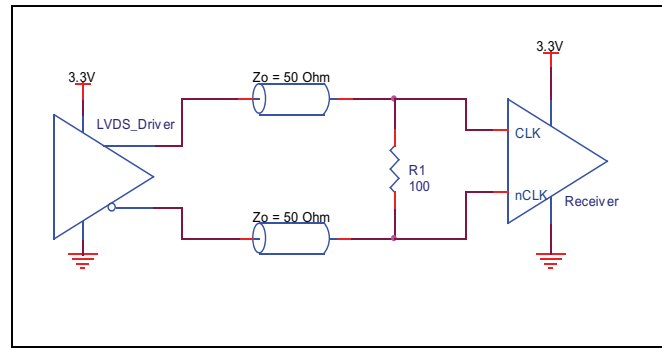 3.3V
LVDS_Driver
Zo = 50 Ohm
Zo = 50 Ohm
R1
100
3.3V
CLK
nCLK
Receiver